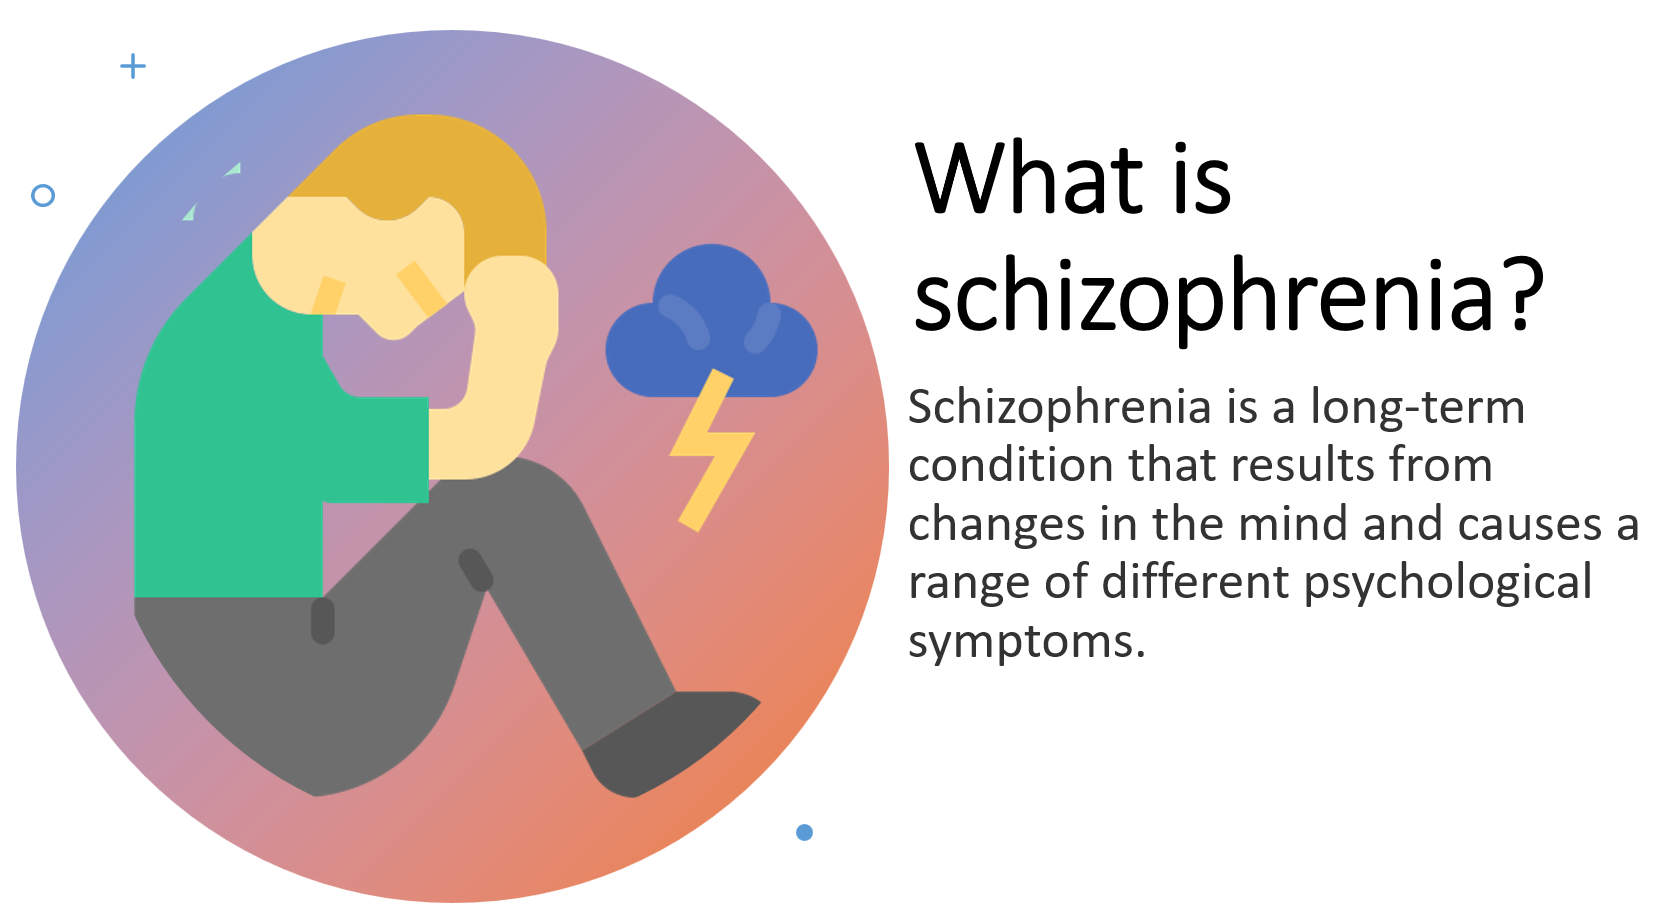 What is
schizophrenia?
Schizophrenia is a long-term
condition that results from
changes in the mind and causes a
range of different psychological
symptoms.